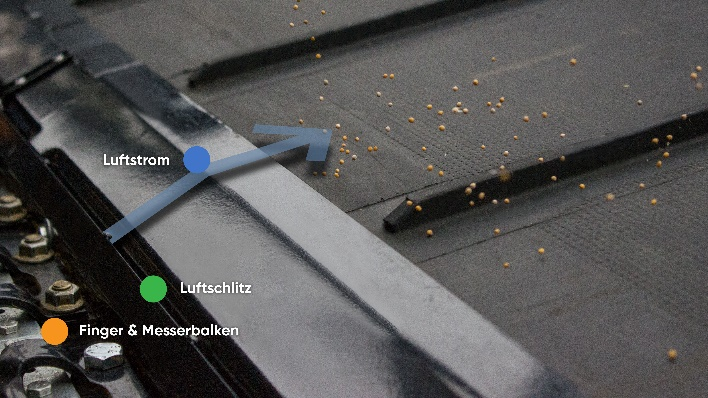 Luftstrom
Luftschlitz
Finger & Messerbalken